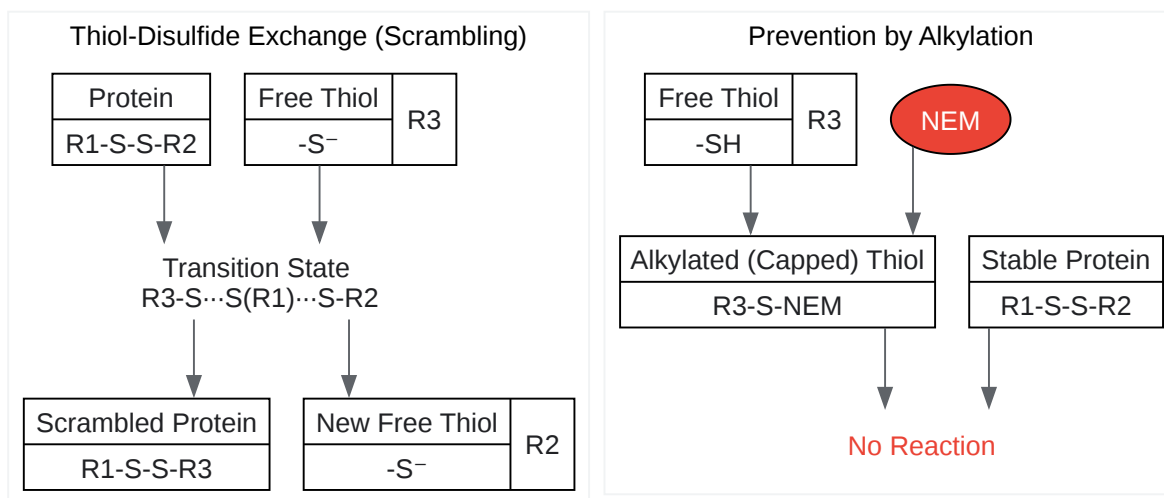 Thiol-Disulfide Exchange (Scrambling)
Protein
R1-S-S-R2
Free Thiol
-S⁻
R3
Transition State
R3-S···S(R1)···S-R2
Scrambled Protein
R1-S-S-R3
New Free Thiol
-S⁻
R2
Prevention by Alkylation
Free Thiol
-SH
R3
NEM
Alkylated (Capped) Thiol
R3-S-NEM
Stable Protein
R1-S-S-R2
No Reaction